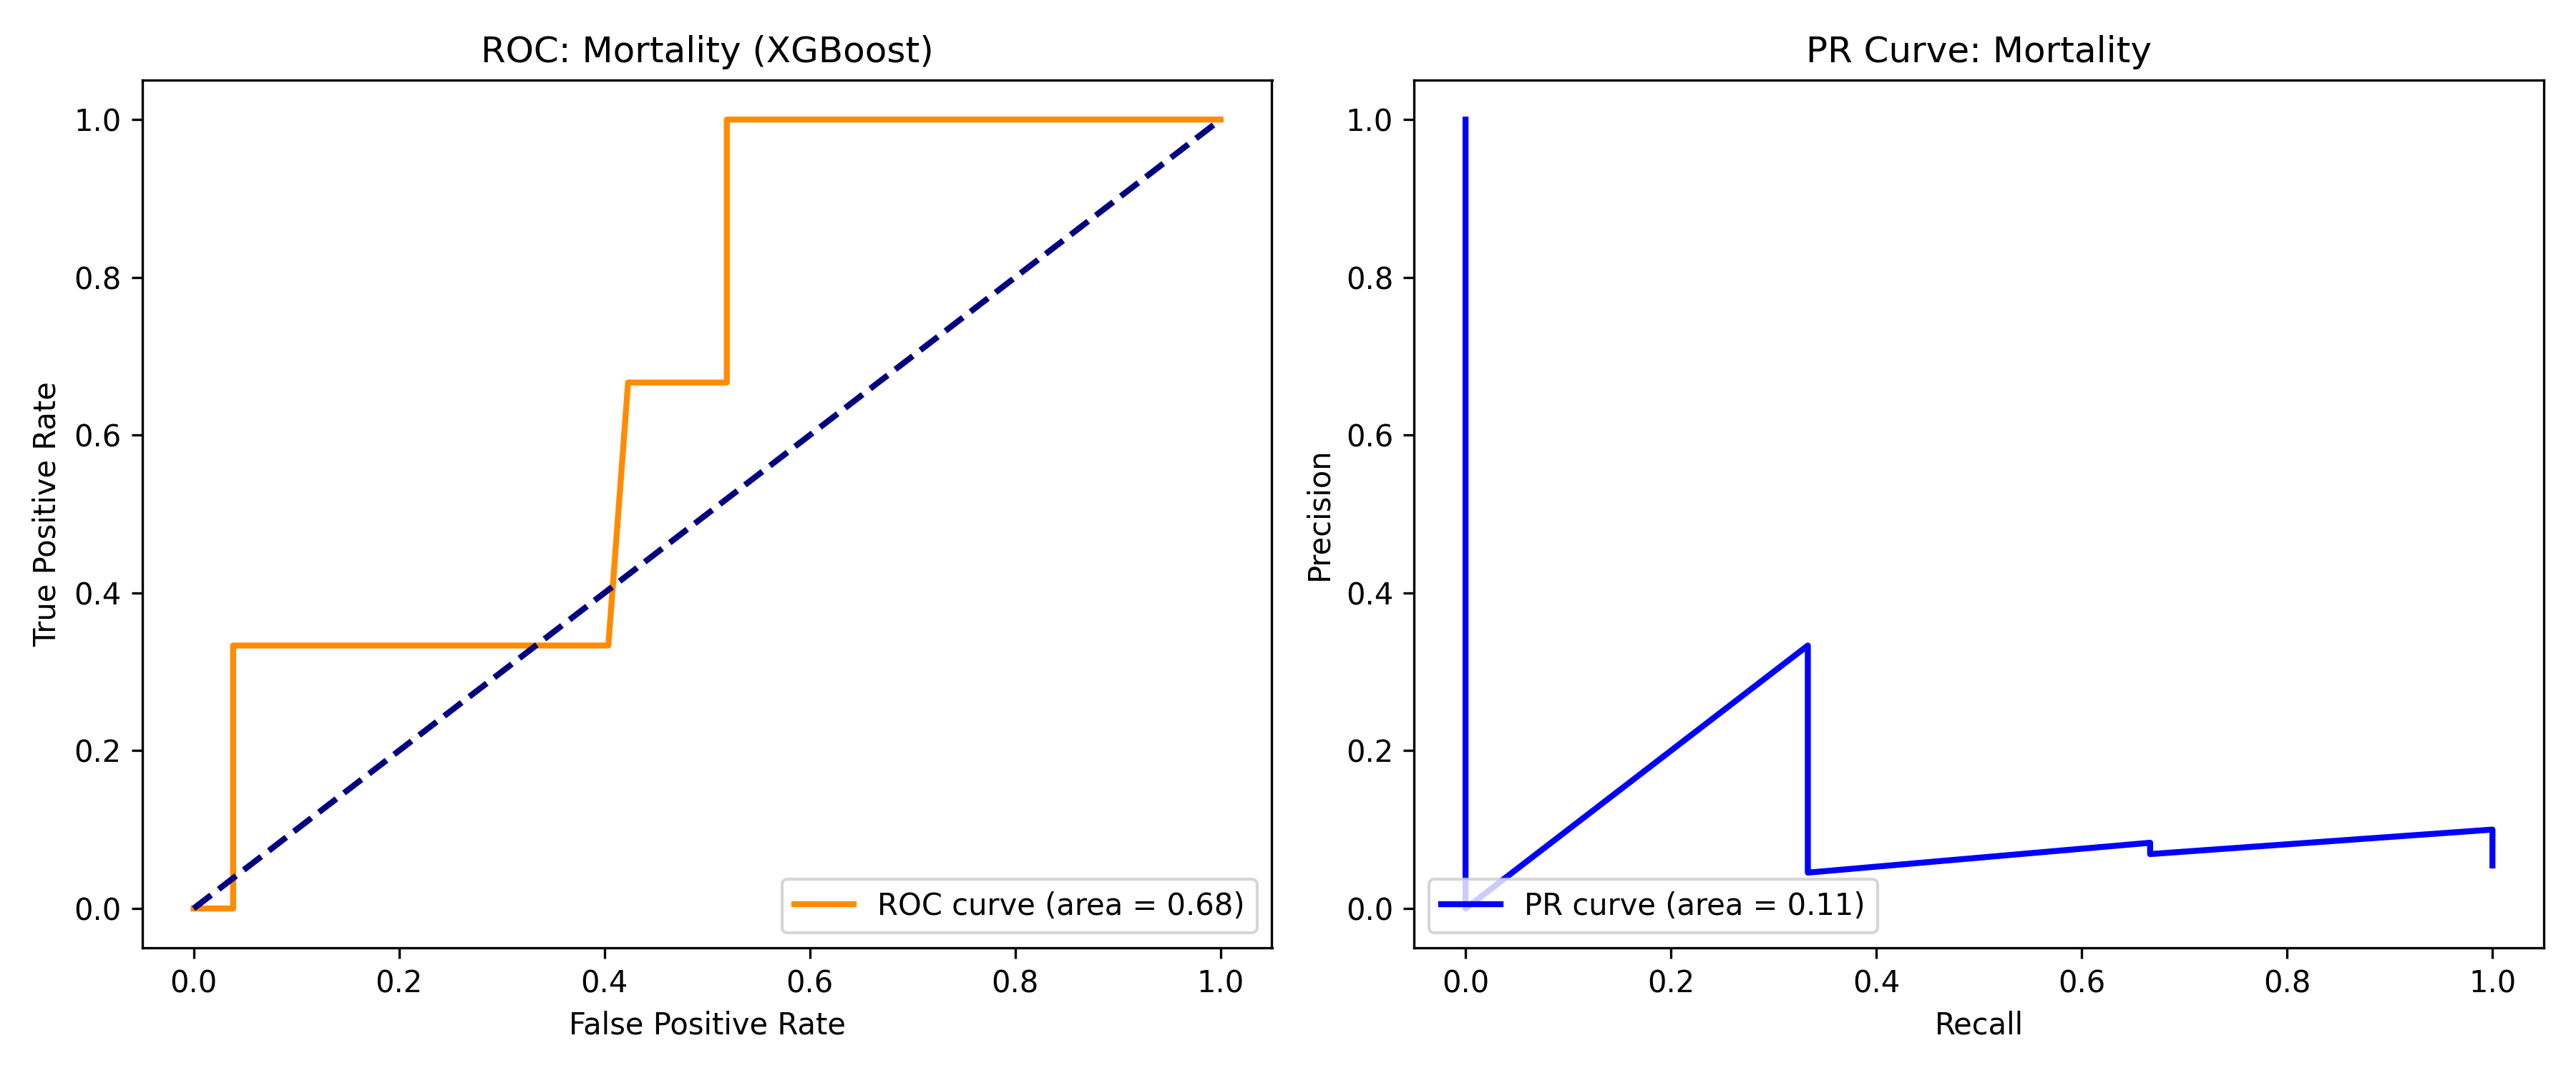 ROC: Mortality (XGBoost)
True Positive Rate
1.0
0.8
0.6
0.4
0.2
0.0
ROC curve (area = 0.68)
0.0 0.2 0.4 0.6 0.8 1.0
False Positive Rate
PR Curve: Mortality
Precision
1.0
0.8
0.6
0.4
0.2
0.0
PR curve (area = 0.11)
0.0 0.2 0.4 0.6 0.8 1.0
Recall